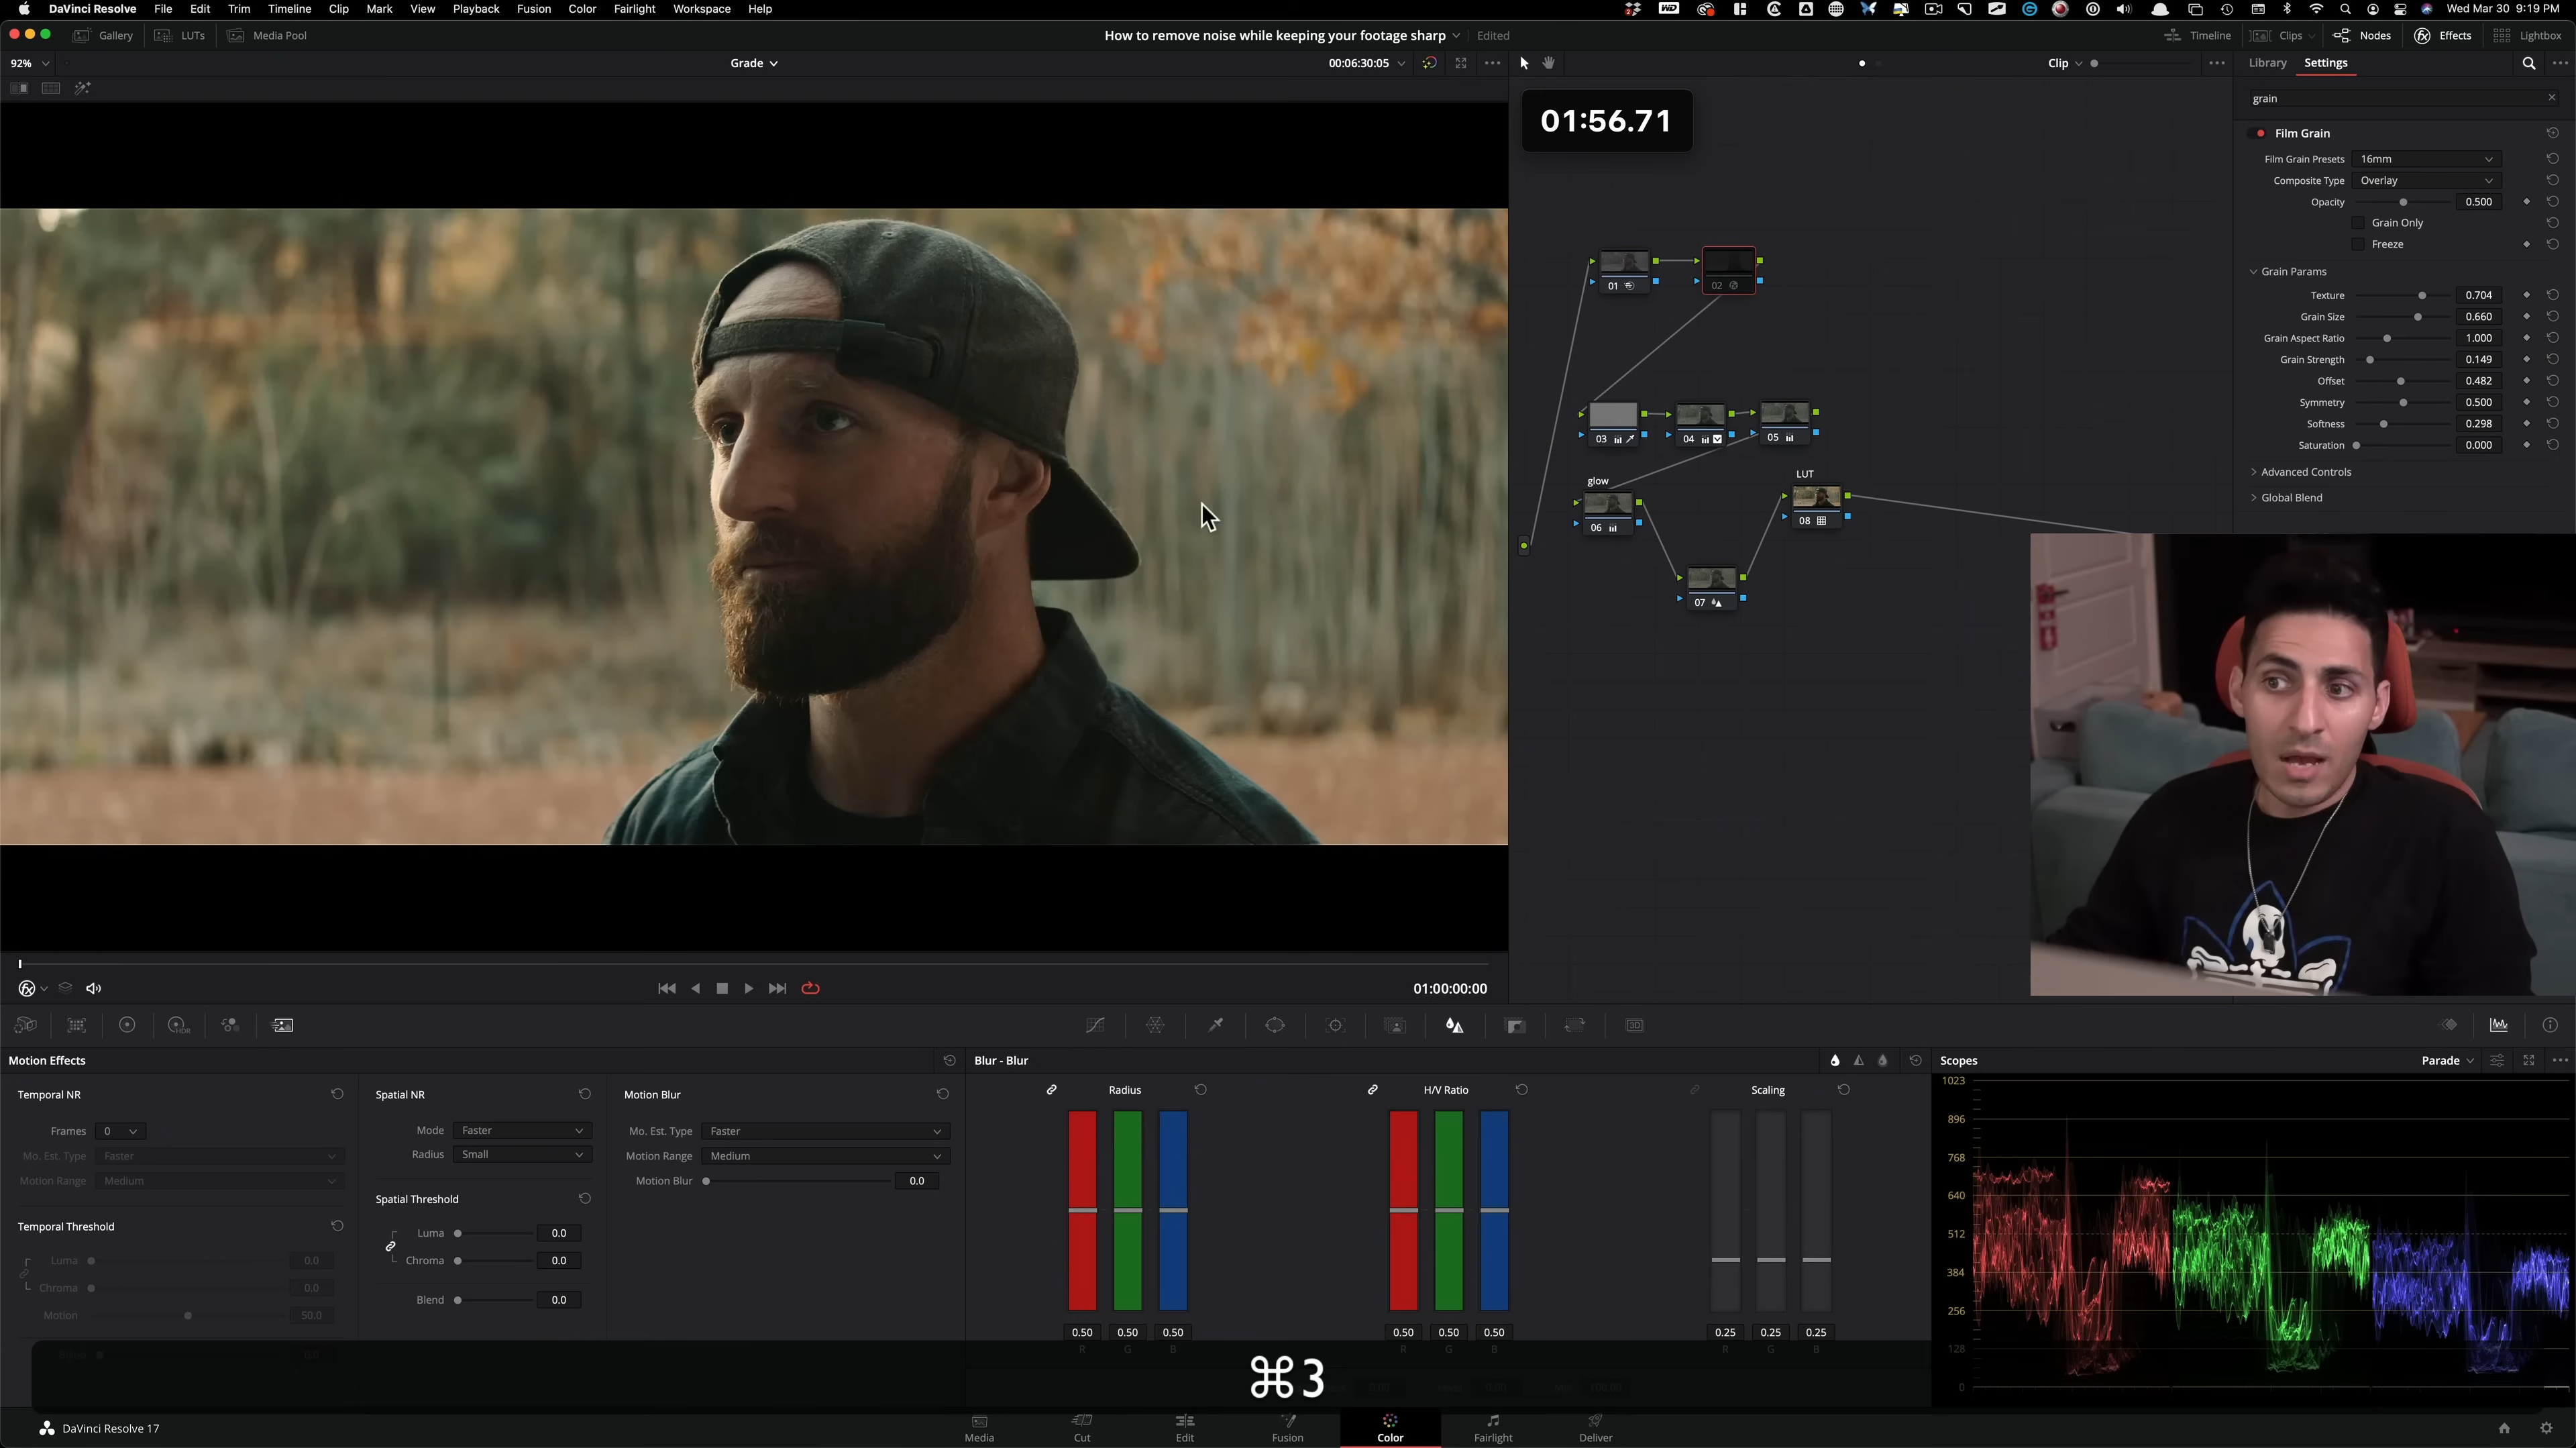 DaVinci Resolve File Edit Trim Timeline Clip Mark View Playback Fusion Color Fairlight Workspace Help
Wed Mar 30 9:19 PM
Gallery LUTs Media Pool
How to remove noise while keeping your footage sharp Edited
Timeline Clips Nodes Effects Lightbox
92%
Grade
00:06:30:05
Clip
Library Settings
01:56.71
grain
Film Grain
Film Grain Presets 16mm
Composite Type Overlay
Opacity 0.500
Grain Only
Freeze
Grain Params
Texture 0.704
Grain Size 0.660
Grain Aspect Ratio 1.000
Grain Strength 0.149
Offset 0.482
Symmetry 0.500
Softness 0.298
Saturation 0.000
Advanced Controls
Global Blend
01
02
03
04
05
glow
LUT
06
08
07
01:00:00:00
HDR
3D
Motion Effects
Temporal NR
Frames 0
Mo. Est. Type Faster
Motion Range Medium
Temporal Threshold
Luma 0.0
Chroma 0.0
Motion 50.0
Spatial NR
Mode Faster
Radius Small
Spatial Threshold
Luma 0.0
Chroma 0.0
Blend 0.0
Motion Blur
Mo. Est. Type Faster
Motion Range Medium
Motion Blur 0.0
Blur - Blur
Radius
0.50 0.50 0.50
R G B
H/V Ratio
0.50 0.50 0.50
R G B
Scaling
0.25 0.25 0.25
R G B
Scopes Parade
1023
896
768
640
512
384
256
128
0
⌘3
DaVinci Resolve 17
Media Cut Edit Fusion Color Fairlight Deliver